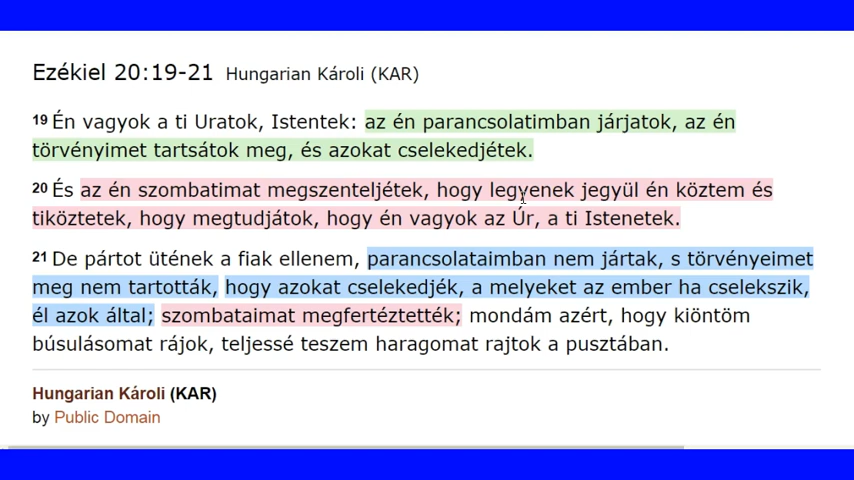 Ezékiel 20:19-21 Hungarian Károli (KAR)
19 Én vagyok a ti Uratok, Istentek: az én parancsolatimban járjatok, az én
törvényimet tartsátok meg, és azokat cselekedjétek.
20 És az én szombatimat megszenteljétek, hogy legyenek jegyül én köztem és
tiköztetek, hogy megtudjátok, hogy én vagyok az Úr, a ti Istenetek.
21 De pártot ütének a fiak ellenem, parancsolataimban nem jártak, s törvényeimet
meg nem tartották, hogy azokat cselekedjék, a melyeket az ember ha cselekszik,
él azok által; szombataimat megfertéztették; mondám azért, hogy kiöntöm
búsulásomat rájok, teljessé teszem haragomat rajtok a pusztában.
Hungarian Károli (KAR)
by Public Domain